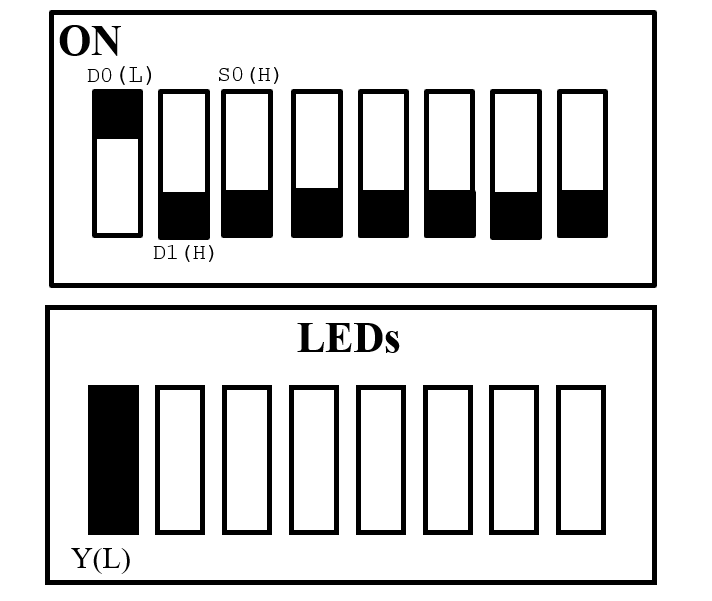 ON
D0(L) S0(H)
D1(H)
LEDs
Y(L)